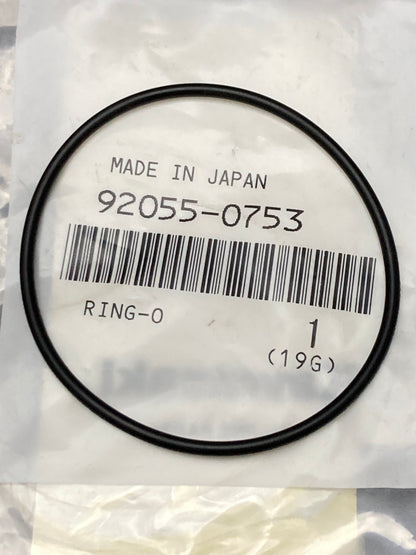 MADE IN JAPAN
92055-0753
RING-O
1
(19G)